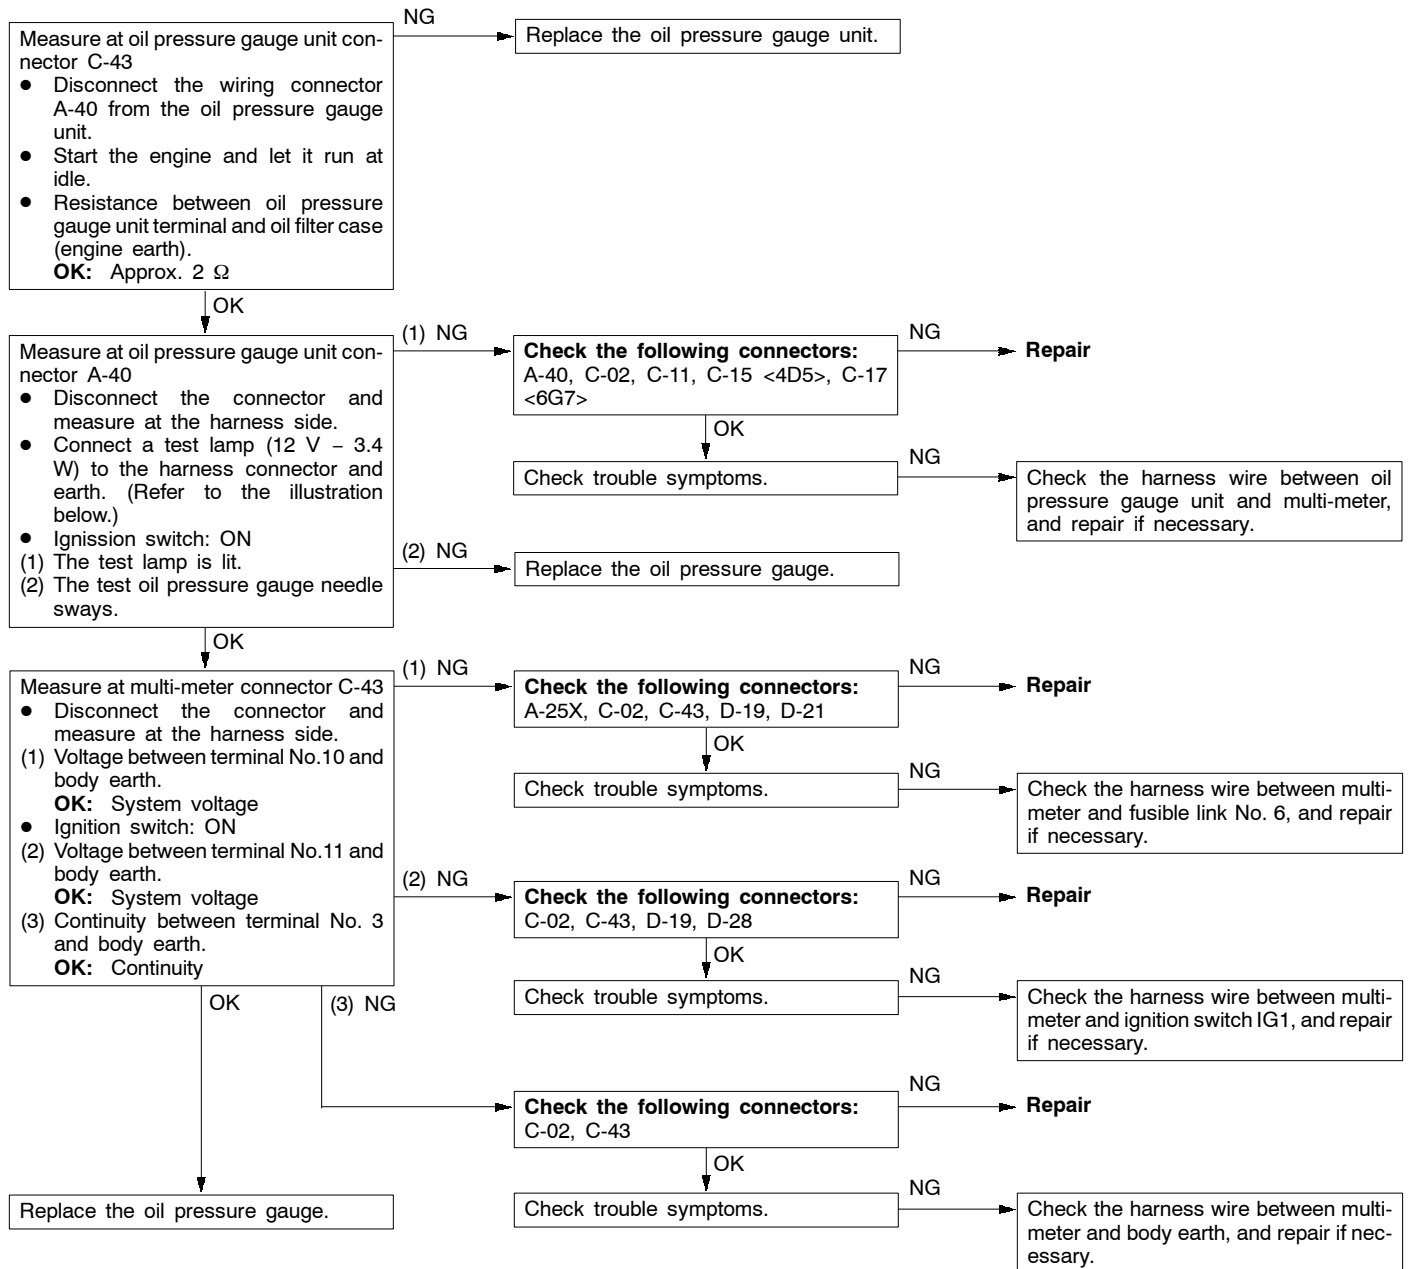 NG
Measure at oil pressure gauge unit con-
nector C-43
● Disconnect the wiring connector
A-40 from the oil pressure gauge
unit.
● Start the engine and let it run at
idle.
● Resistance between oil pressure
gauge unit terminal and oil filter case
(engine earth).
OK: Approx. 2 Ω
Replace the oil pressure gauge unit.
OK
Measure at oil pressure gauge unit con-
nector A-40
● Disconnect the connector and
measure at the harness side.
● Connect a test lamp (12 V – 3.4
W) to the harness connector and
earth. (Refer to the illustration
below.)
● Ignission switch: ON
(1) The test lamp is lit.
(2) The test oil pressure gauge needle
sways.
(1) NG
Check the following connectors:
A-40, C-02, C-11, C-15 <4D5>, C-17
<6G7>
NG
Repair
OK
Check trouble symptoms.
NG
Check the harness wire between oil
pressure gauge unit and multi-meter,
and repair if necessary.
(2) NG
Replace the oil pressure gauge.
OK
Measure at multi-meter connector C-43
● Disconnect the connector and
measure at the harness side.
(1) Voltage between terminal No.10 and
body earth.
OK: System voltage
● Ignition switch: ON
(2) Voltage between terminal No.11 and
body earth.
OK: System voltage
(3) Continuity between terminal No. 3
and body earth.
OK: Continuity
(1) NG
Check the following connectors:
A-25X, C-02, C-43, D-19, D-21
NG
Repair
OK
Check trouble symptoms.
NG
Check the harness wire between multi-
meter and fusible link No. 6, and repair
if necessary.
(2) NG
Check the following connectors:
C-02, C-43, D-19, D-28
NG
Repair
OK
Check trouble symptoms.
NG
Check the harness wire between multi-
meter and ignition switch IG1, and repair
if necessary.
OK
(3) NG
Check the following connectors:
C-02, C-43
NG
Repair
OK
Check trouble symptoms.
NG
Check the harness wire between multi-
meter and body earth, and repair if nec-
essary.
Replace the oil pressure gauge.